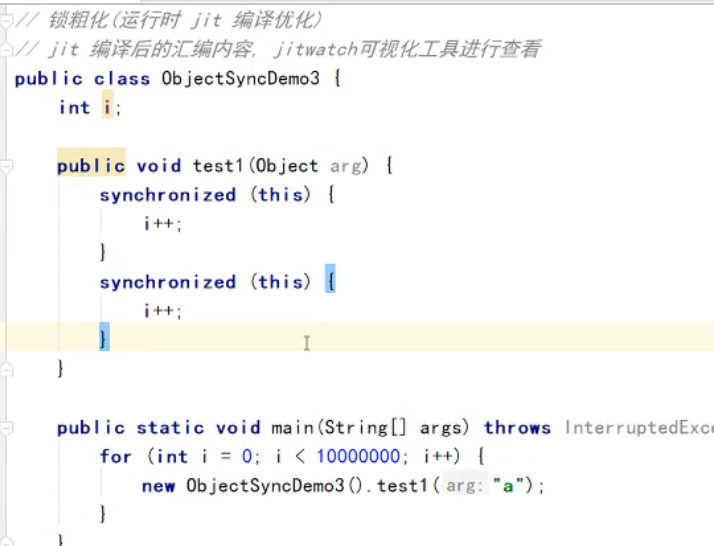 // 锁粗化(运行时 jit 编译优化)
// jit 编译后的汇编内容, jitwatch可视化工具进行查看
public class ObjectSyncDemo3 {
int i;
public void test1(Object arg) {
synchronized (this) {
i++;
}
synchronized (this) {
i++;
}
}
public static void main(String[] args) throws InterruptedExce
for (int i = 0; i < 10000000; i++) {
new ObjectSyncDemo3().test1( arg: "a");
}
}